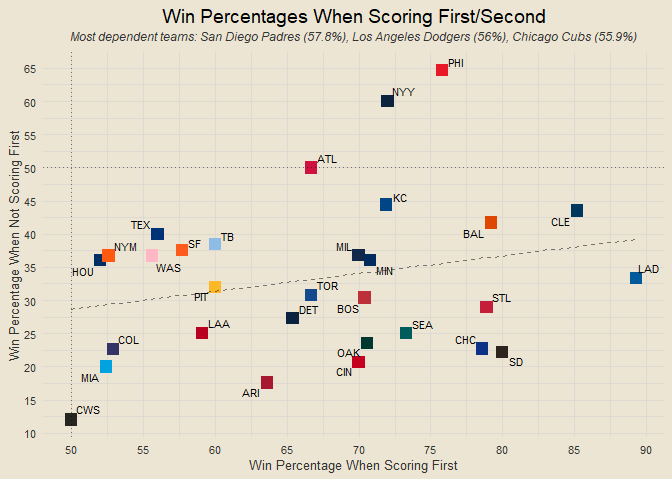 Win Percentages When Scoring First/Second
Most dependent teams: San Diego Padres (57.8%), Los Angeles Dodgers (56%), Chicago Cubs (55.9%)
Win Percentage When Not Scoring First
65
60
55
50
45
40
35
30
25
20
15
10
PHI
NYY
ATL
KC
CLE
BAL
TEX
TB
NYM
SF
MIL
WAS
HOU
MIN
LAD
PIT
TOR
STL
BOS
DET
LAA
SEA
COL
CHC
OAK
SD
MIA
CIN
ARI
CWS
50
55
60
65
70
75
80
85
90
Win Percentage When Scoring First